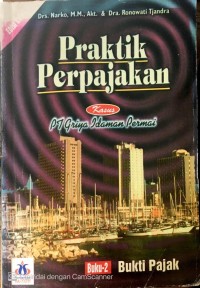 Drs. Narko, M.M., Akt. & Dra. Ronowati Tjandra
Praktik
Perpajakan
Kasus
PT Griya Idaman Permai
Buku-2 Bukti Pajak
dengan CamScanner